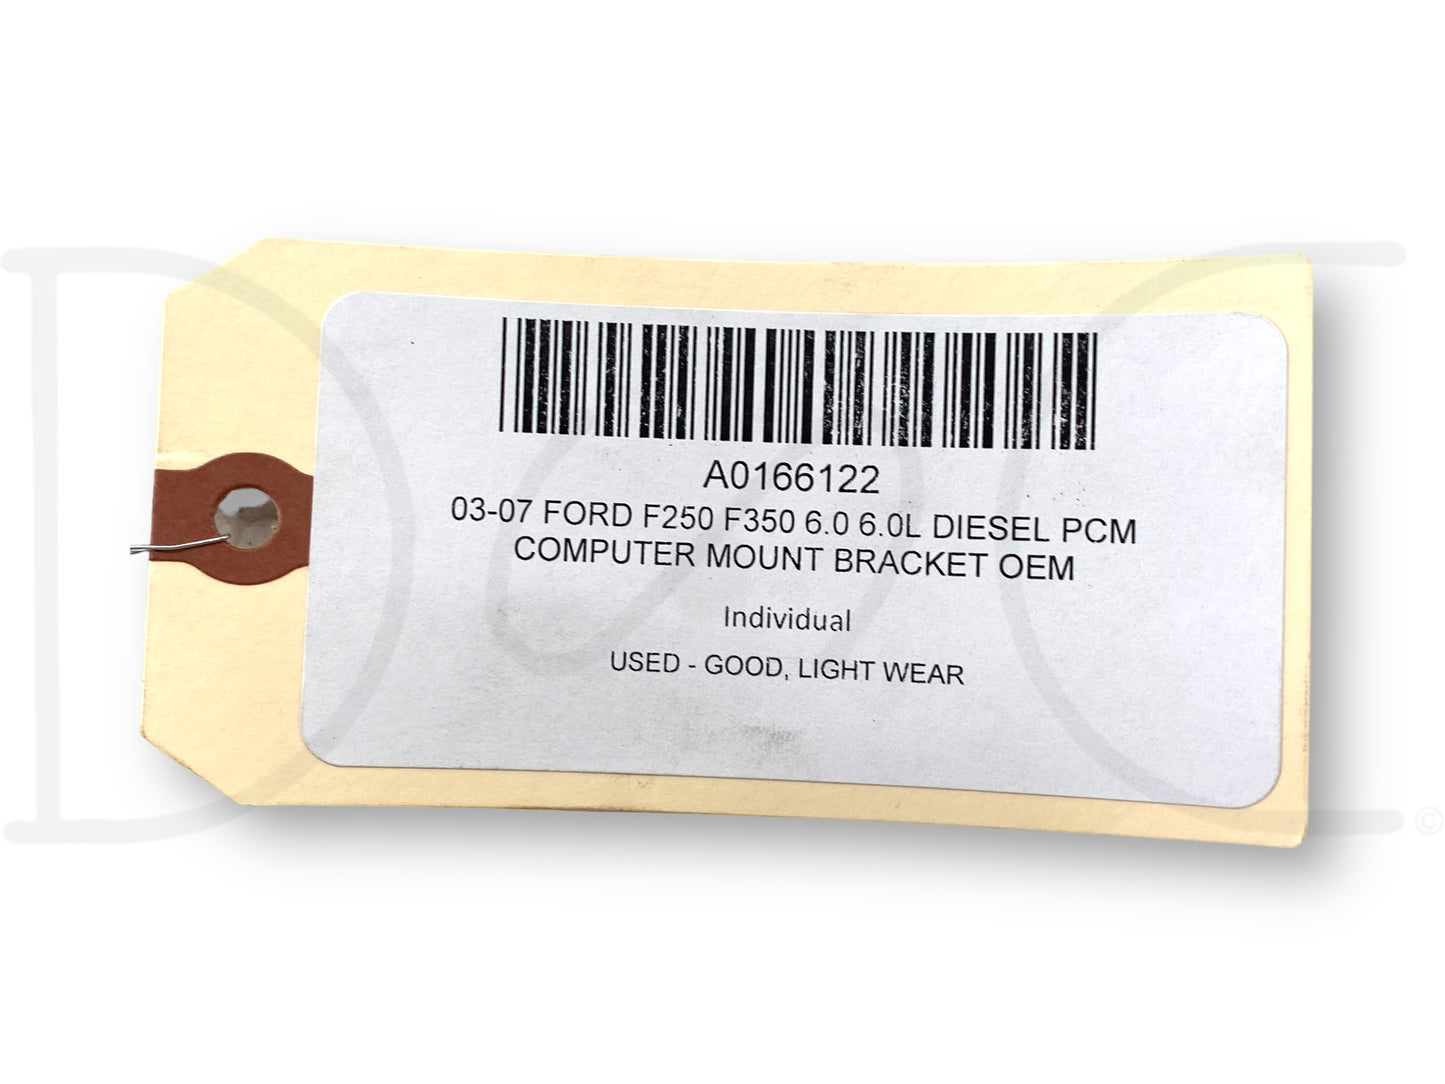 A0166122
03-07 FORD F250 F350 6.0 6.0L DIESEL PCM
COMPUTER MOUNT BRACKET OEM
Individual
USED - GOOD, LIGHT WEAR
©